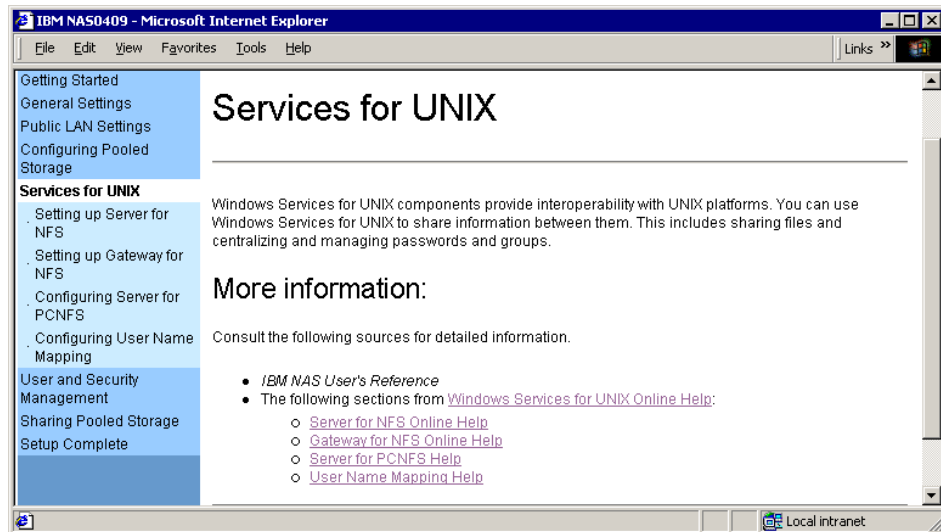 IBM NAS0409 - Microsoft Internet Explorer
File Edit View Favorites Tools Help
Links »
Getting Started
General Settings
Public LAN Settings
Configuring Pooled
Storage
Services for UNIX
Setting up Server for
NFS
Setting up Gateway for
NFS
Configuring Server for
PCNFS
Configuring User Name
Mapping
User and Security
Management
Sharing Pooled Storage
Setup Complete
Services for UNIX
Windows Services for UNIX components provide interoperability with UNIX platforms. You can use
Windows Services for UNIX to share information between them. This includes sharing files and
centralizing and managing passwords and groups.
More information:
Consult the following sources for detailed information.
• IBM NAS User's Reference
• The following sections from Windows Services for UNIX Online Help:
o Server for NFS Online Help
o Gateway for NFS Online Help
o Server for PCNFS Help
o User Name Mapping Help
Local intranet